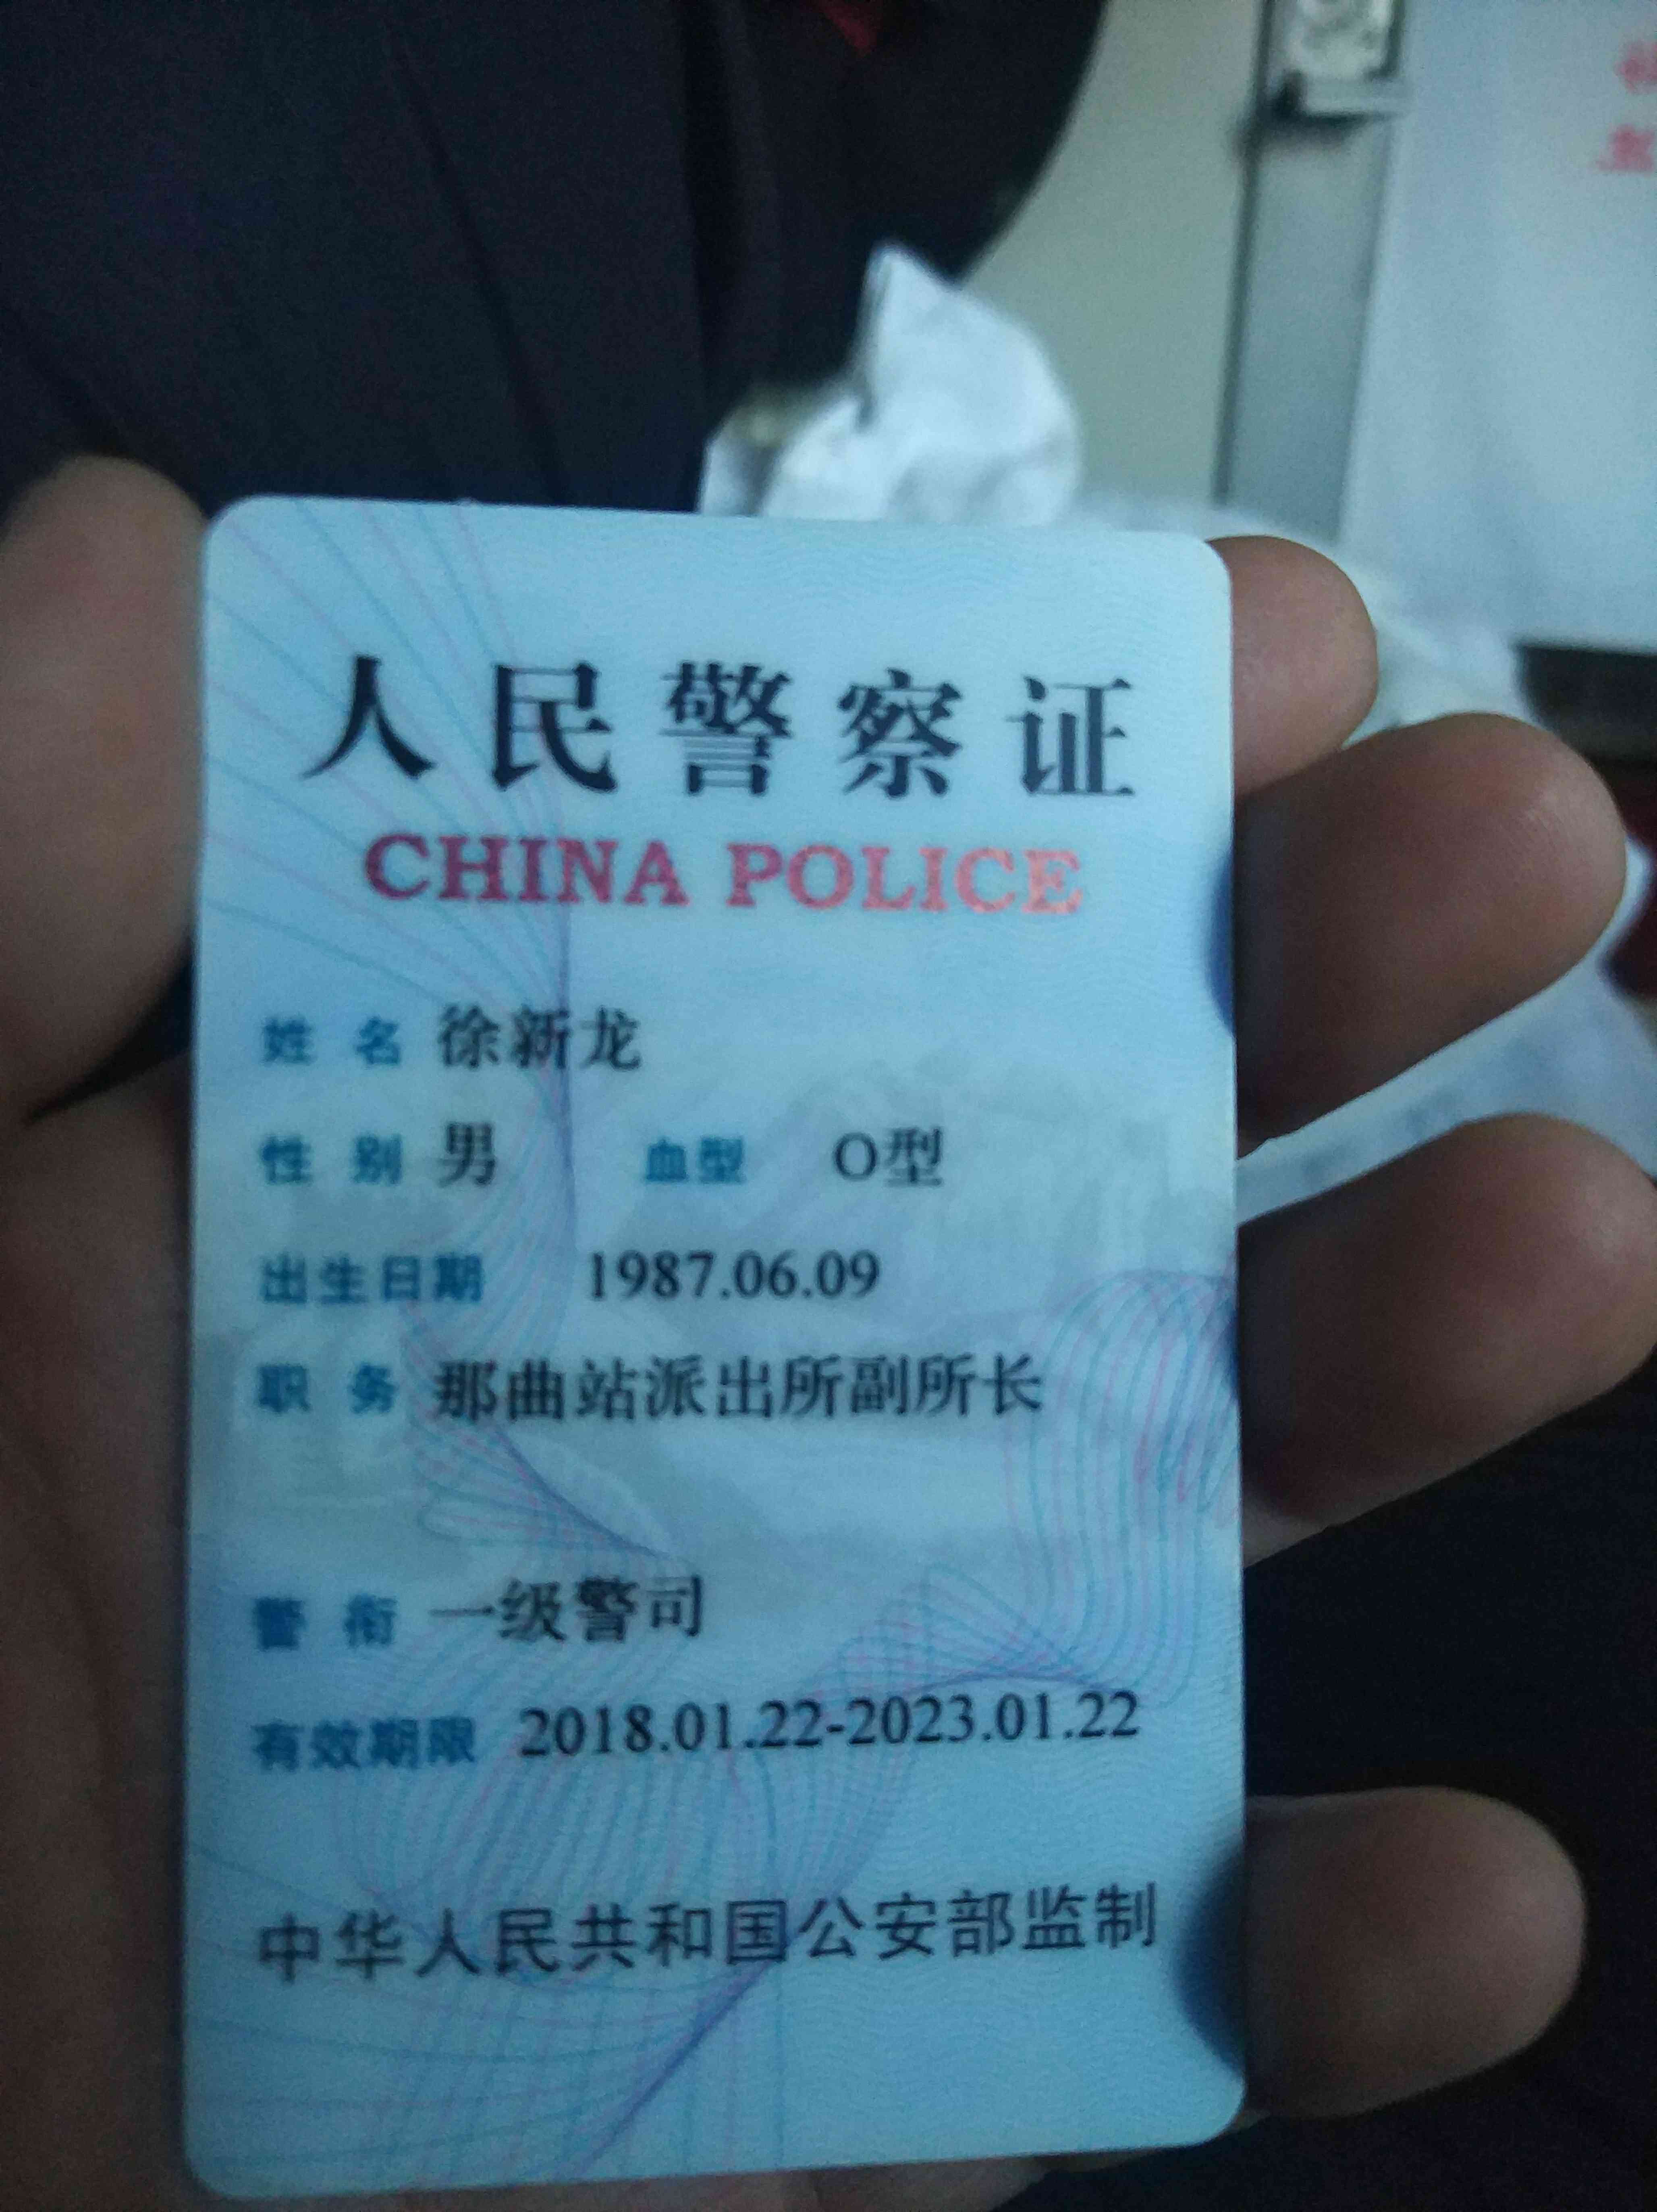 人民警察证
CHINA POLICE
姓名 徐新龙
性别 男 血型 O型
出生日期 1987.06.09
职务 那曲站派出所副所长
警衔 一级警司
有效期限 2018.01.22-2023.01.22
中华人民共和国公安部监制